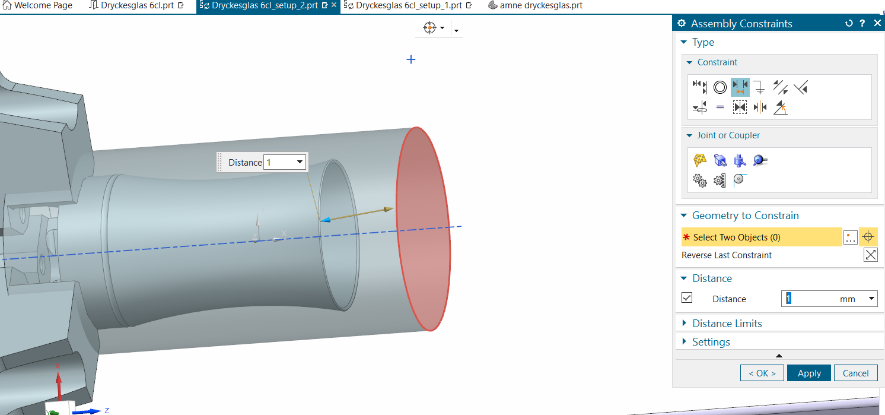 Welcome Page
Dryckesglas 6cl.prt
Dryckesglas 6cl_setup_2.prt
Dryckesglas 6cl_setup_1.prt
amne dryckesglas.prt
Assembly Constraints
Type
Constraint
Distance 1
Joint or Coupler
Geometry to Constrain
* Select Two Objects (0)
Reverse Last Constraint
Distance
Distance 1 mm
Distance Limits
Settings
< OK > Apply Cancel
Z